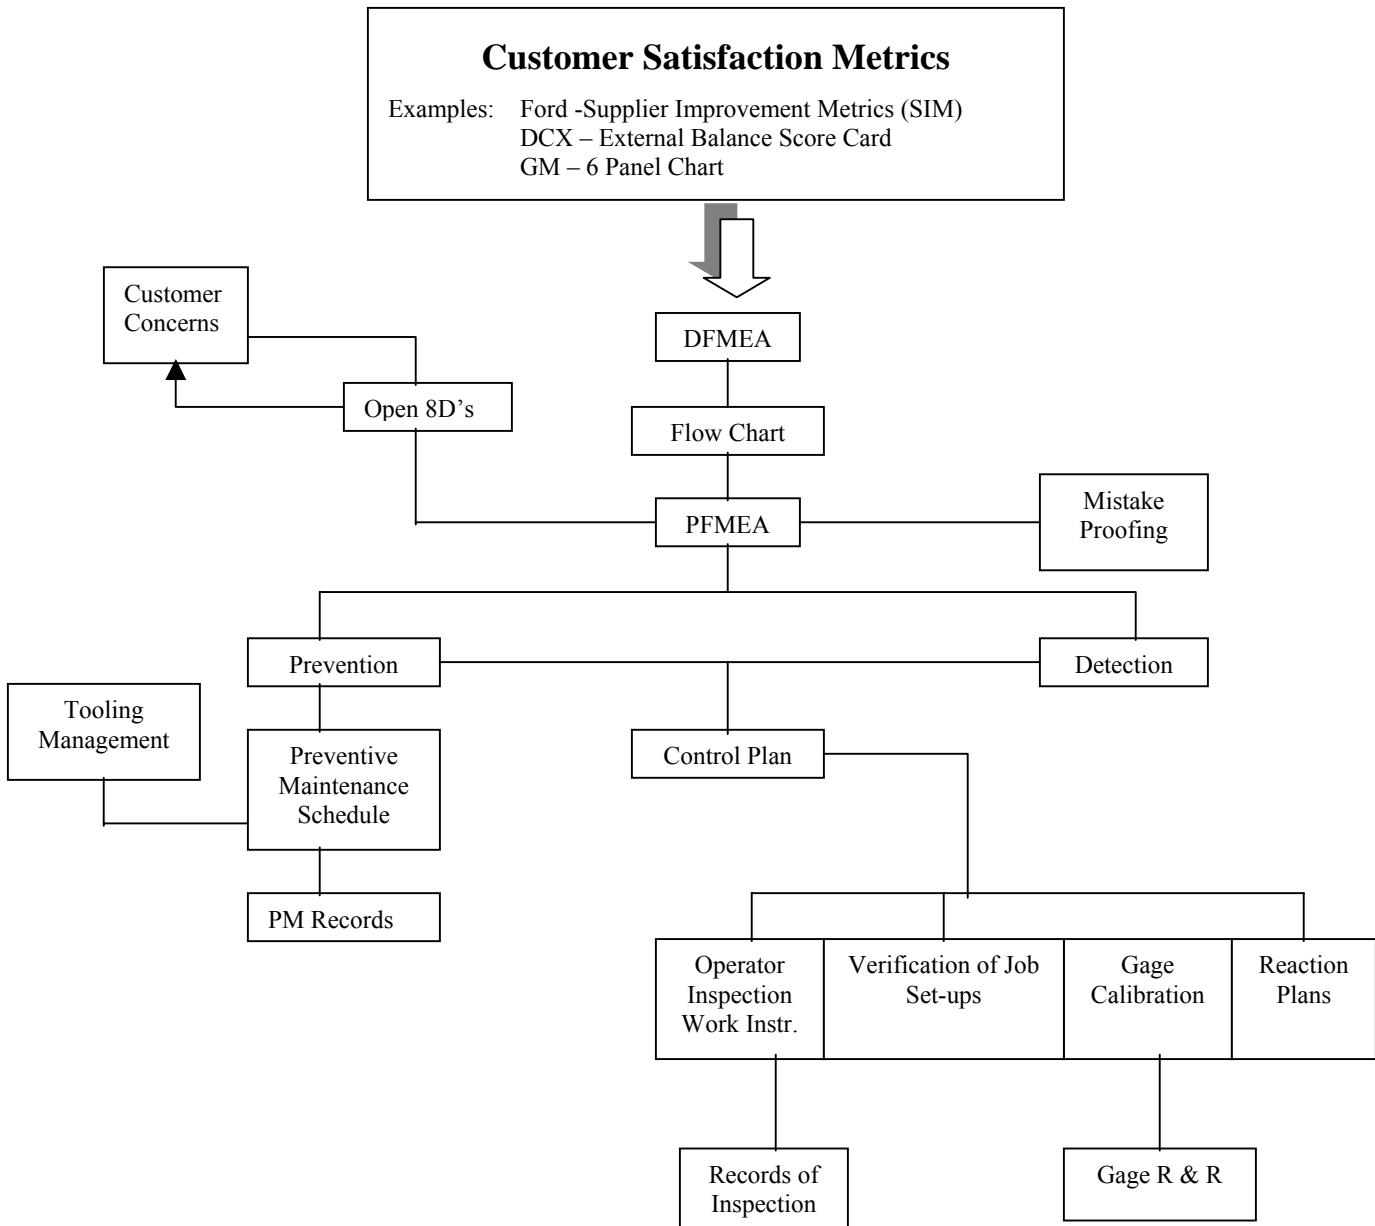 Customer Satisfaction Metrics
Examples: Ford -Supplier Improvement Metrics (SIM)
DCX – External Balance Score Card
GM – 6 Panel Chart
Customer
Concerns
DFMEA
Open 8D’s
Flow Chart
PFMEA
Mistake
Proofing
Prevention
Detection
Tooling
Management
Preventive
Maintenance
Schedule
Control Plan
PM Records
Operator
Inspection
Work Instr.
Verification of Job
Set-ups
Gage
Calibration
Reaction
Plans
Records of
Inspection
Gage R & R